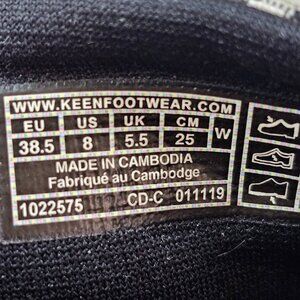 WWW.KEENFOOTWEAR.COM
EU US UK CM W
38.5 8 5.5 25
MADE IN CAMBODIA
Fabriqué au Cambodge
1022575 CD-C 011119